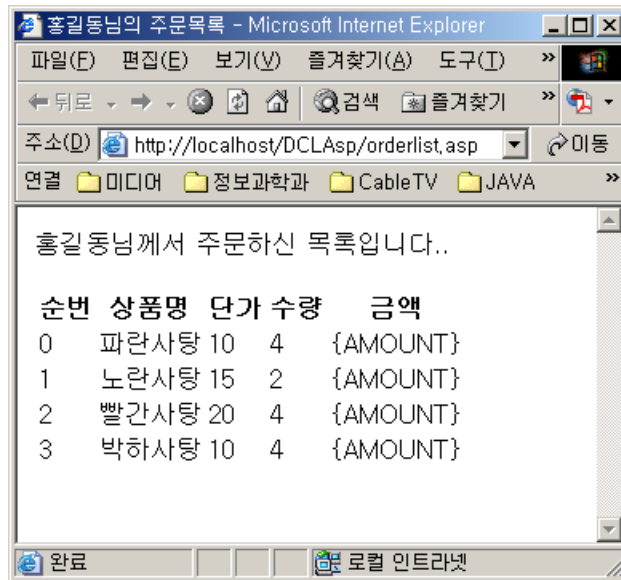 홍길동님의 주문목록 - Microsoft Internet Explorer
파일(F) 편집(E) 보기(V) 즐겨찾기(A) 도구(T) »
뒤로 검색 즐겨찾기 »
주소(D) http://localhost/DCLAsp/orderlist.asp 이동
연결 미디어 정보과학과 CableTV JAVA »
홍길동님께서 주문하신 목록입니다..
순번 상품명 단가 수량 금액
0 파란사탕 10 4 {AMOUNT}
1 노란사탕 15 2 {AMOUNT}
2 빨간사탕 20 4 {AMOUNT}
3 박하사탕 10 4 {AMOUNT}
완료 로컬 인트라넷